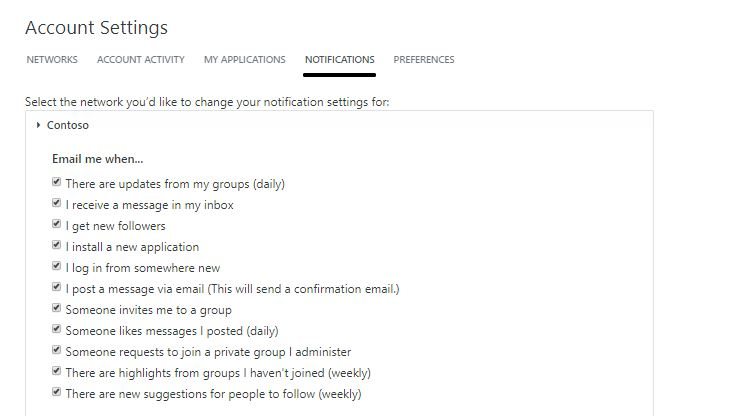 Account Settings
NETWORKS ACCOUNT ACTIVITY MY APPLICATIONS NOTIFICATIONS PREFERENCES
Select the network you'd like to change your notification settings for:
Contoso
Email me when...
There are updates from my groups (daily)
I receive a message in my inbox
I get new followers
I install a new application
I log in from somewhere new
I post a message via email (This will send a confirmation email.)
Someone invites me to a group
Someone likes messages I posted (daily)
Someone requests to join a private group I administer
There are highlights from groups I haven't joined (weekly)
There are new suggestions for people to follow (weekly)